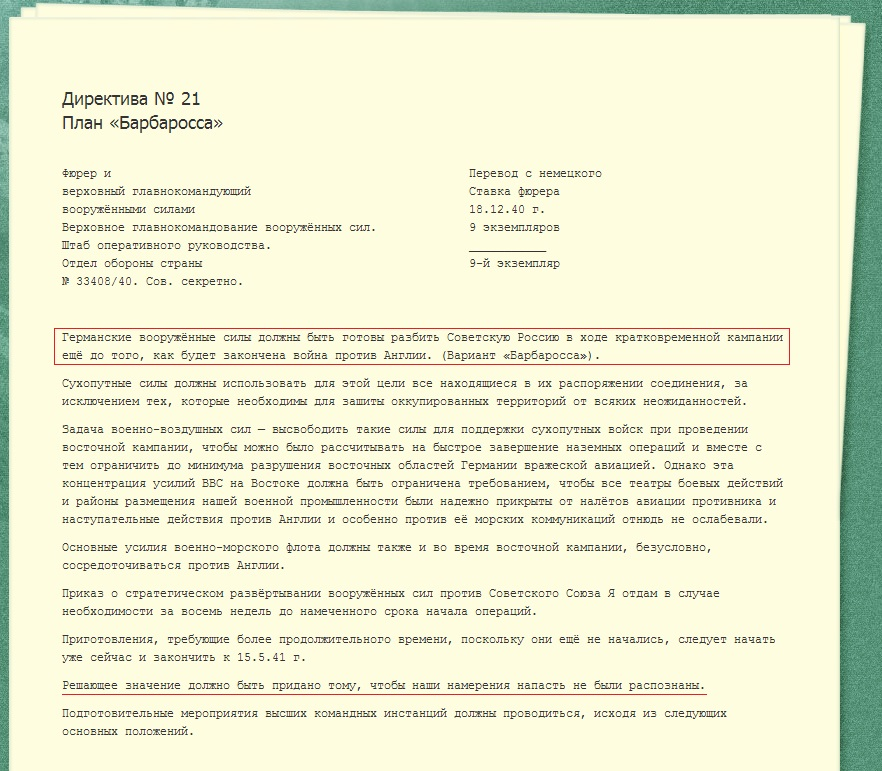 Директива № 21
План «Барбаросса»
Фюрер и
верховный главнокомандующий
вооружёнными силами
Верховное главнокомандование вооружённых сил.
Штаб оперативного руководства.
Отдел обороны страны
№ 33408/40. Сов. секретно.
Перевод с немецкого
Ставка фюрера
18.12.40 г.
9 экземпляров
___________
9-й экземпляр
Германские вооружённые силы должны быть готовы разбить Советскую Россию в ходе кратковременной кампании
ещё до того, как будет закончена война против Англии. (Вариант «Барбаросса»).
Сухопутные силы должны использовать для этой цели все находящиеся в их распоряжении соединения, за
исключением тех, которые необходимы для зашиты оккупированных территорий от всяких неожиданностей.
Задача военно-воздушных сил — высвободить такие силы для поддержки сухопутных войск при проведении
восточной кампании, чтобы можно было рассчитывать на быстрое завершение наземных операций и вместе с
тем ограничить до минимума разрушения восточных областей Германии вражеской авиацией. Однако эта
концентрация усилий ВВС на Востоке должна быть ограничена требованием, чтобы все театры боевых действий
и районы размещения нашей военной промышленности были надежно прикрыты от налётов авиации противника и
наступательные действия против Англии и особенно против её морских коммуникаций отнюдь не ослабевали.
Основные усилия военно-морского флота должны также и во время восточной кампании, безусловно,
сосредоточиваться против Англии.
Приказ о стратегическом развёртывании вооружённых сил против Советского Союза Я отдам в случае
необходимости за восемь недель до намеченного срока начала операций.
Приготовления, требующие более продолжительного времени, поскольку они ещё не начались, следует начать
уже сейчас и закончить к 15.5.41 г.
Решающее значение должно быть придано тому, чтобы наши намерения напасть не были распознаны.
Подготовительные мероприятия высших командных инстанций должны проводиться, исходя из следующих
основных положений.